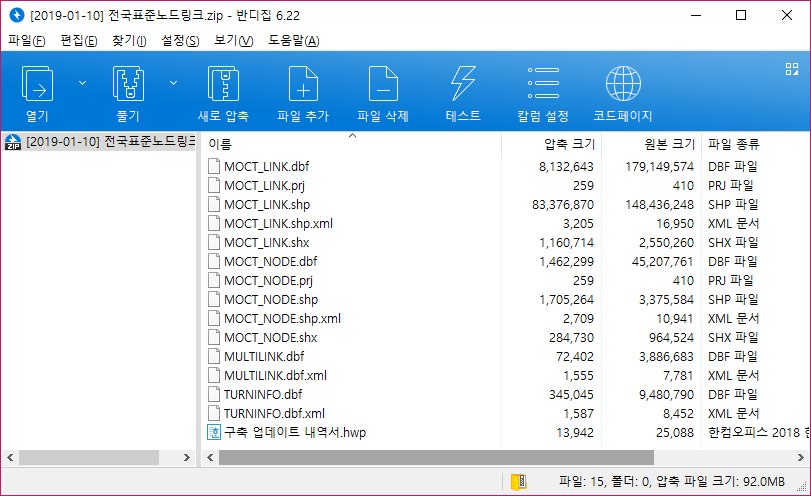 [2019-01-10] 전국표준노드링크.zip - 반디집 6.22
파일(F) 편집(E) 찾기(I) 설정(S) 보기(V) 도움말(A)
열기 풀기 새로 압축 파일 추가 파일 삭제 테스트 칼럼 설정 코드페이지
ZIP [2019-01-10] 전국표준노드링크
이름 압축 크기 원본 크기 파일 종류
MOCT_LINK.dbf 8,132,643 179,149,574 DBF 파일
MOCT_LINK.prj 259 410 PRJ 파일
MOCT_LINK.shp 83,376,870 148,436,248 SHP 파일
MOCT_LINK.shp.xml 3,205 16,950 XML 문서
MOCT_LINK.shx 1,160,714 2,550,260 SHX 파일
MOCT_NODE.dbf 1,462,299 45,207,761 DBF 파일
MOCT_NODE.prj 259 410 PRJ 파일
MOCT_NODE.shp 1,705,264 3,375,584 SHP 파일
MOCT_NODE.shp.xml 2,709 10,941 XML 문서
MOCT_NODE.shx 284,730 964,524 SHX 파일
MULTILINK.dbf 72,402 3,886,683 DBF 파일
MULTILINK.dbf.xml 1,555 7,781 XML 문서
TURNINFO.dbf 345,045 9,480,790 DBF 파일
TURNINFO.dbf.xml 1,587 8,452 XML 문서
구축 업데이트 내역서.hwp 13,942 25,088 한컴오피스 2018 한
파일: 15, 폴더: 0, 압축 파일 크기: 92.0MB